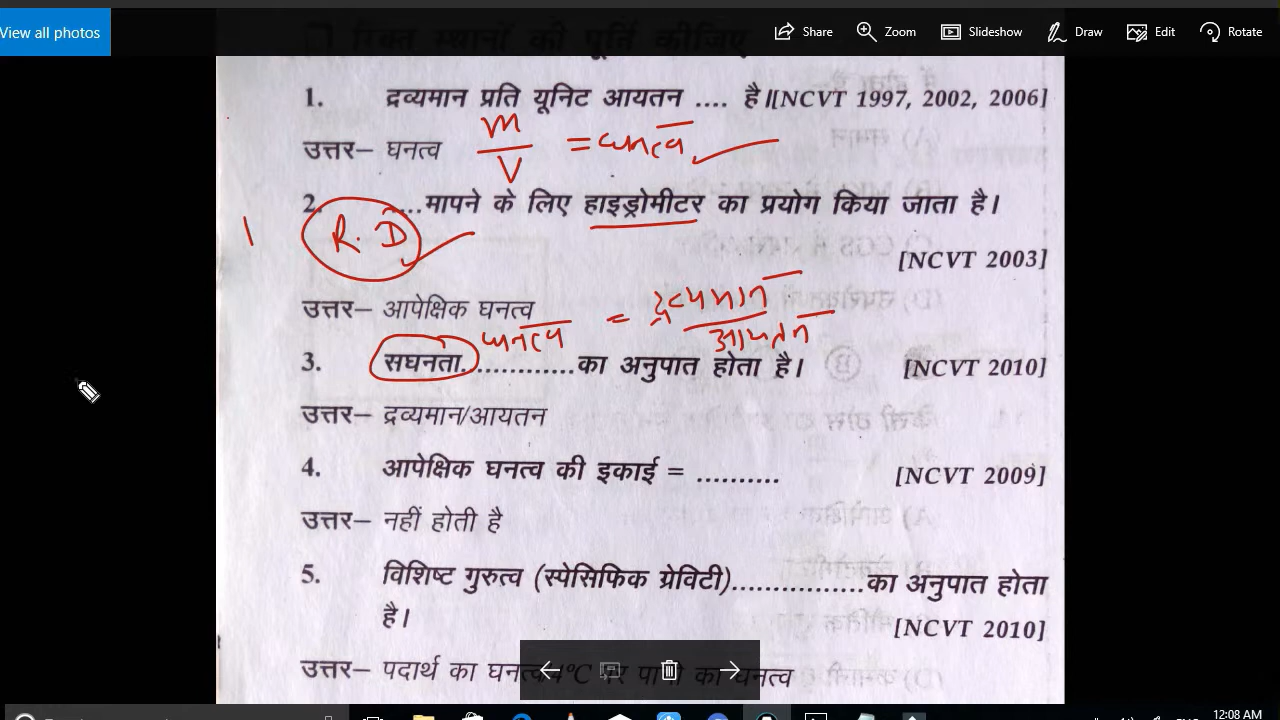 View all photos
Share
Zoom
Slideshow
Draw
Edit
Rotate
रिक्त स्थानों की पूर्ति कीजिए
1. द्रव्यमान प्रति यूनिट आयतन .... है।[NCVT 1997, 2002, 2006]
उत्तर– घनत्व m/V = घनत्व
2. ....मापने के लिए हाइड्रोमीटर का प्रयोग किया जाता है।
R. D
[NCVT 2003]
उत्तर– आपेक्षिक घनत्व
घनत्व = द्रव्यमान/आयतन
3. सघनता............का अनुपात होता है। [NCVT 2010]
उत्तर– द्रव्यमान/आयतन
4. आपेक्षिक घनत्व की इकाई = .......... [NCVT 2009]
उत्तर– नहीं होती है
5. विशिष्ट गुरुत्व (स्पेसिफिक ग्रेविटी)................का अनुपात होता
है।
[NCVT 2010]
उत्तर– पदार्थ का घनत्व °C पर पानी का घनत्व
12:08 AM